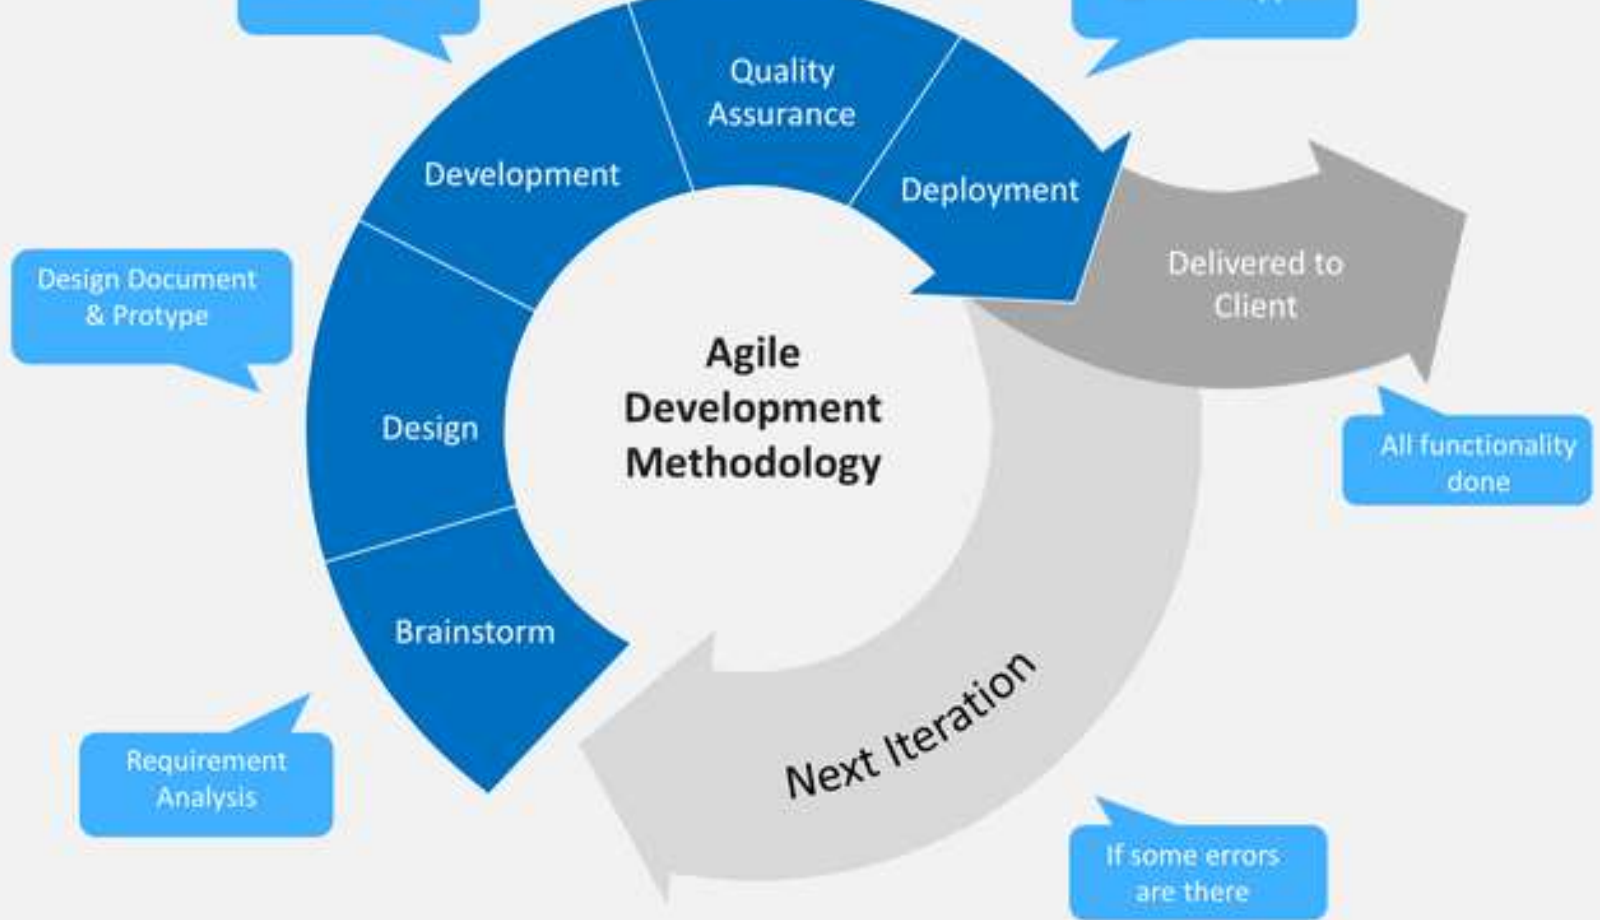 Quality
Assurance
Development
Deployment
Delivered to
Client
Design Document
& Protype
Agile
Development
Methodology
Design
All functionality
done
Brainstorm
Next Iteration
Requirement
Analysis
If some errors
are there